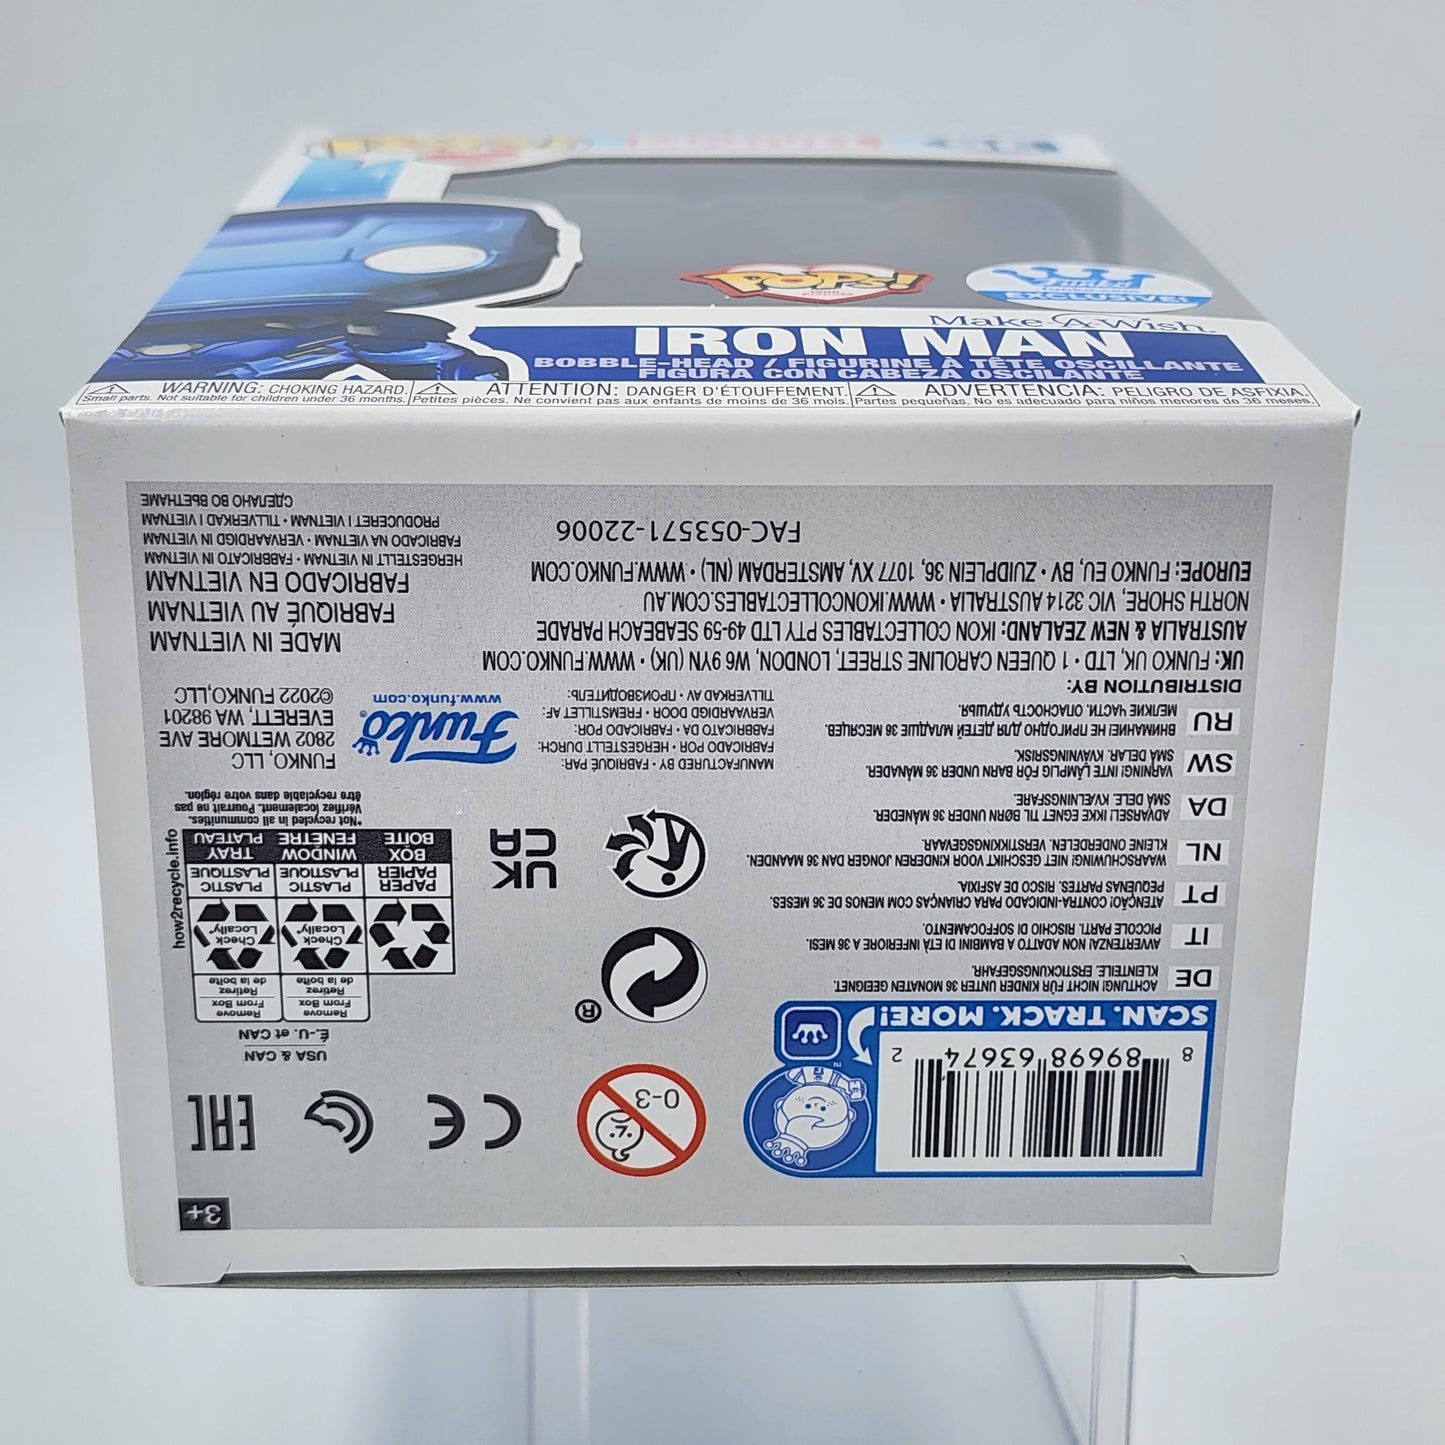 POPS!
Funko
EXCLUSIVE!
Make-A-Wish.
IRON MAN
BOBBLE-HEAD / FIGURINE À TÊTE OSCILLANTE
FIGURA CON CABEZA OSCILANTE
WARNING: CHOKING HAZARD.
Small parts. Not suitable for children under 36 months.
ATTENTION: DANGER D'ÉTOUFFEMENT.
Petites pièces. Ne convient pas aux enfants de moins de 36 mois.
ADVERTENCIA: PELIGRO DE ASFIXIA.
Partes pequeñas. No es adecuado para niños menores de 36 meses.
3+
8 89698 63674 2
SCAN. TRACK. MORE!
TM
0-3
CE
EAC
USA & CAN
É.-U. et CAN
how2recycle.info
Remove
From Box
Retirez
de la boîte
Remove
From Box
Retirez
de la boîte
Check
Locally*
Check
Locally*
PAPER
PAPIER
BOX
BOITE
PLASTIC
PLASTIQUE
WINDOW
FENÊTRE
PLASTIC
PLASTIQUE
TRAY
PLATEAU
*Not recycled in all communities.
Vérifiez localement. Pourrait ne pas
être recyclable dans votre région.
®
UK
CA
DE
ACHTUNG! NICHT FÜR KINDER UNTER 36 MONATEN GEEIGNET.
KLEINTEILE. ERSTICKUNGSGEFAHR.
IT
AVVERTENZA! NON ADATTO A BAMBINI DI ETÀ INFERIORE A 36 MESI.
PICCOLE PARTI. RISCHIO DI SOFFOCAMENTO.
PT
ATENÇÃO! CONTRA-INDICADO PARA CRIANÇAS COM MENOS DE 36 MESES.
PEQUENAS PARTES. RISCO DE ASFIXIA.
NL
WAARSCHUWING! NIET GESCHIKT VOOR KINDEREN JONGER DAN 36 MAANDEN.
KLEINE ONDERDELEN. VERSTIKKINGSGEVAAR.
DA
ADVARSEL! IKKE EGNET TIL BØRN UNDER 36 MÅNEDER.
SMÅ DELE. KVÆLNINGSFARE.
SW
VARNING! INTE LÄMPLIG FÖR BARN UNDER 36 MÅNADER.
SMÅ DELAR. KVÄVNINGSRISK.
RU
ВНИМАНИЕ! НЕ ПРИГОДНО ДЛЯ ДЕТЕЙ МЛАДШЕ 36 МЕСЯЦЕВ.
МЕЛКИЕ ЧАСТИ. ОПАСНОСТЬ УДУШЬЯ.
MANUFACTURED BY • FABRIQUÉ PAR:
FABRICADO POR • HERGESTELLT DURCH:
FABBRICATO DA • FABRICADO POR:
VERVAARDIGD DOOR • FREMSTILLET AF:
TILLVERKAD AV • ПРОИЗВОДИТЕЛЬ:
Funko®
www.funko.com
FUNKO, LLC
2802 WETMORE AVE
EVERETT, WA 98201
©2022 FUNKO, LLC
DISTRIBUTION BY:
UK: FUNKO UK, LTD • 1 QUEEN CAROLINE STREET, LONDON, W6 9YN (UK) • WWW.FUNKO.COM
AUSTRALIA & NEW ZEALAND: IKON COLLECTABLES PTY LTD 49-59 SEABEACH PARADE
NORTH SHORE, VIC 3214 AUSTRALIA • WWW.IKONCOLLECTABLES.COM.AU
EUROPE: FUNKO, EU, BV • ZUIDPLEIN 36, 1077 XV, AMSTERDAM (NL) • WWW.FUNKO.COM
FAC-053571-22006
MADE IN VIETNAM
FABRIQUÉ AU VIETNAM
FABRICADO EN VIETNAM
HERGESTELLT IN VIETNAM • FABBRICATO IN VIETNAM
FABRICADO NA VIETNAM • VERVAARDIGD IN VIETNAM
PRODUCERET I VIETNAM • TILLVERKAD I VIETNAM
СДЕЛАНО ВО ВЬЕТНАМЕ